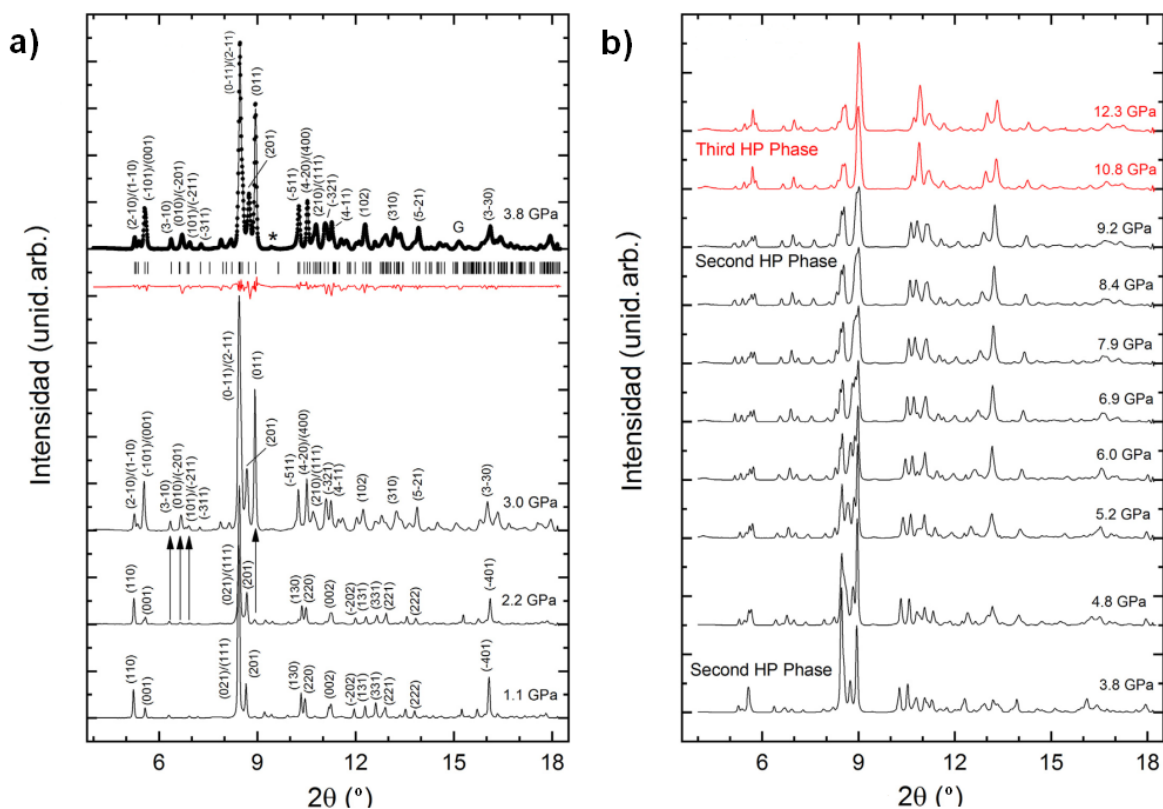 a)
Intensidad (unid. arb.)
(2-10)/(1-10)
(-101)/(001)
(3-10)
(010)/(-201)
(101)/(-211)
(-311)
(0-11)/(2-11)
(201)
(011)
*
(-511)
(4-20)/(400)
(210)/(111)
(-321)
(4-11)
(102)
(310)
(5-21)
G
(3-30)
3.8 GPa
(2-10)/(1-10)
(-101)/(001)
(3-10)
(010)/(-201)
(101)/(-211)
(-311)
(0-11)/(2-11)
(201)
(011)
(-511)
(4-20)/(400)
(210)/(111)
(-321)
(4-11)
(102)
(310)
(5-21)
(3-30)
3.0 GPa
(110)
(001)
(021)/(111)
(201)
(130)
(220)
(002)
(-202)
(131)
(331)
(221)
(222)
(-401)
2.2 GPa
(110)
(001)
(021)/(111)
(201)
(130)
(220)
(002)
(-202)
(131)
(331)
(221)
(222)
(-401)
1.1 GPa
6 9 12 15 18
2θ (º)
b)
Intensidad (unid. arb.)
12.3 GPa
Third HP Phase
10.8 GPa
9.2 GPa
Second HP Phase
8.4 GPa
7.9 GPa
6.9 GPa
6.0 GPa
5.2 GPa
4.8 GPa
Second HP Phase
3.8 GPa
6 9 12 15 18
2θ (º)